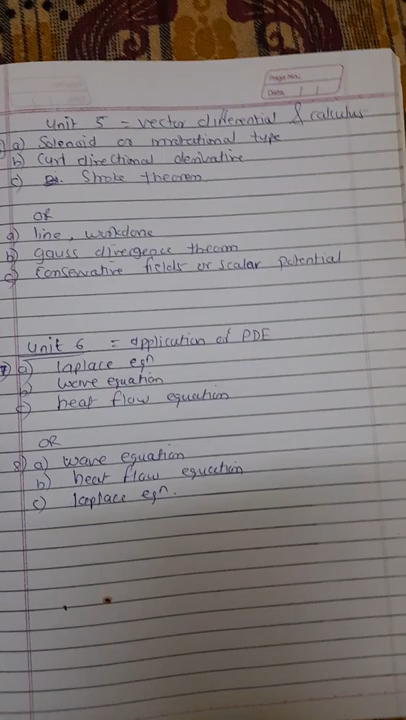 Page No.
Date
Unit 5 = vector differential & calculus
a) Solenoid or irrotational type
b) Curl directional derivative
c) Stroke theorem
OR
a) line, workdone
b) gauss divergence theorem
c) Conservative fields or scalar potential
Unit 6 = application of PDE
7) a) laplace eqn
b) wave equation
c) heat flow equation
OR
8) a) wave equation
b) heat flow equation
c) laplace eqn.